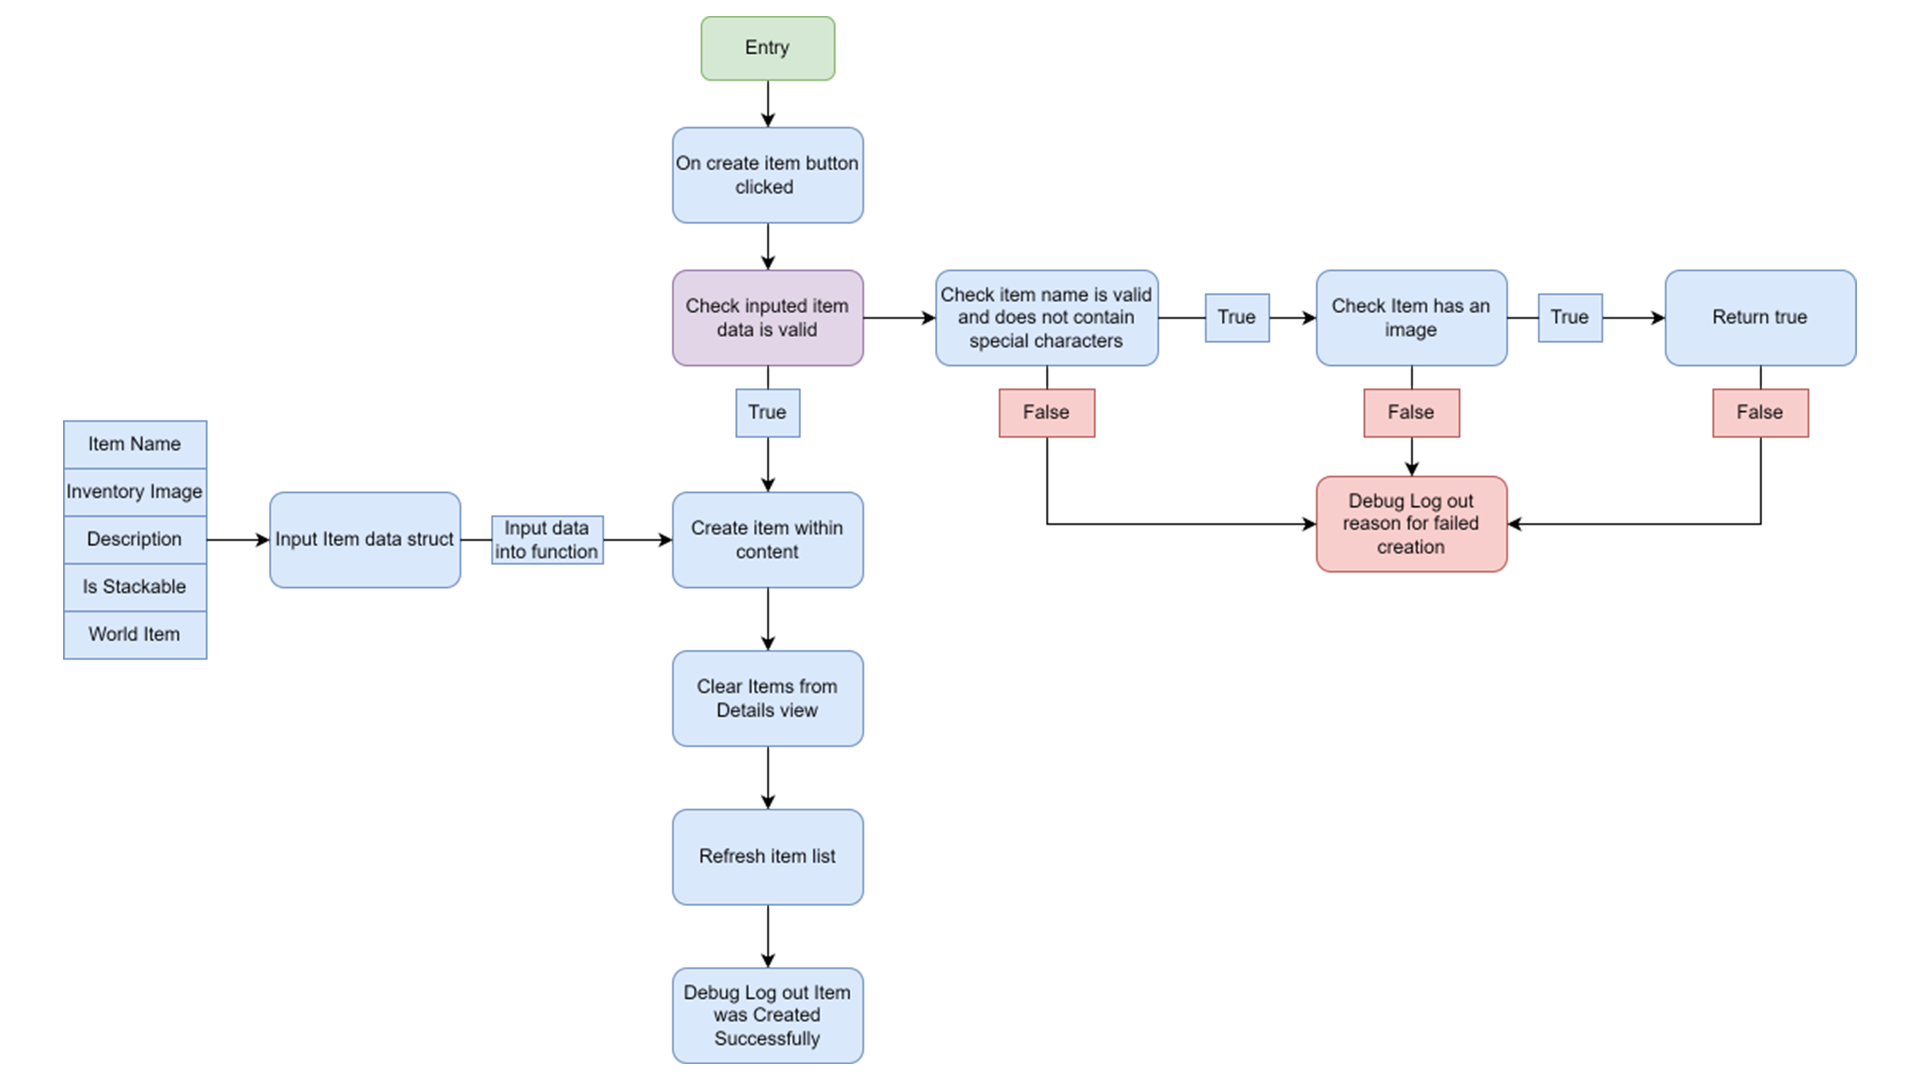 Entry
On create item button
clicked
Check inputed item
data is valid
Check item name is valid
and does not contain
special characters
True
Check Item has an
image
True
Return true
True
False
False
False
Item Name
Inventory Image
Description
Is Stackable
World Item
Input Item data struct
Input data
into function
Create item within
content
Debug Log out
reason for failed
creation
Clear Items from
Details view
Refresh item list
Debug Log out Item
was Created
Successfully